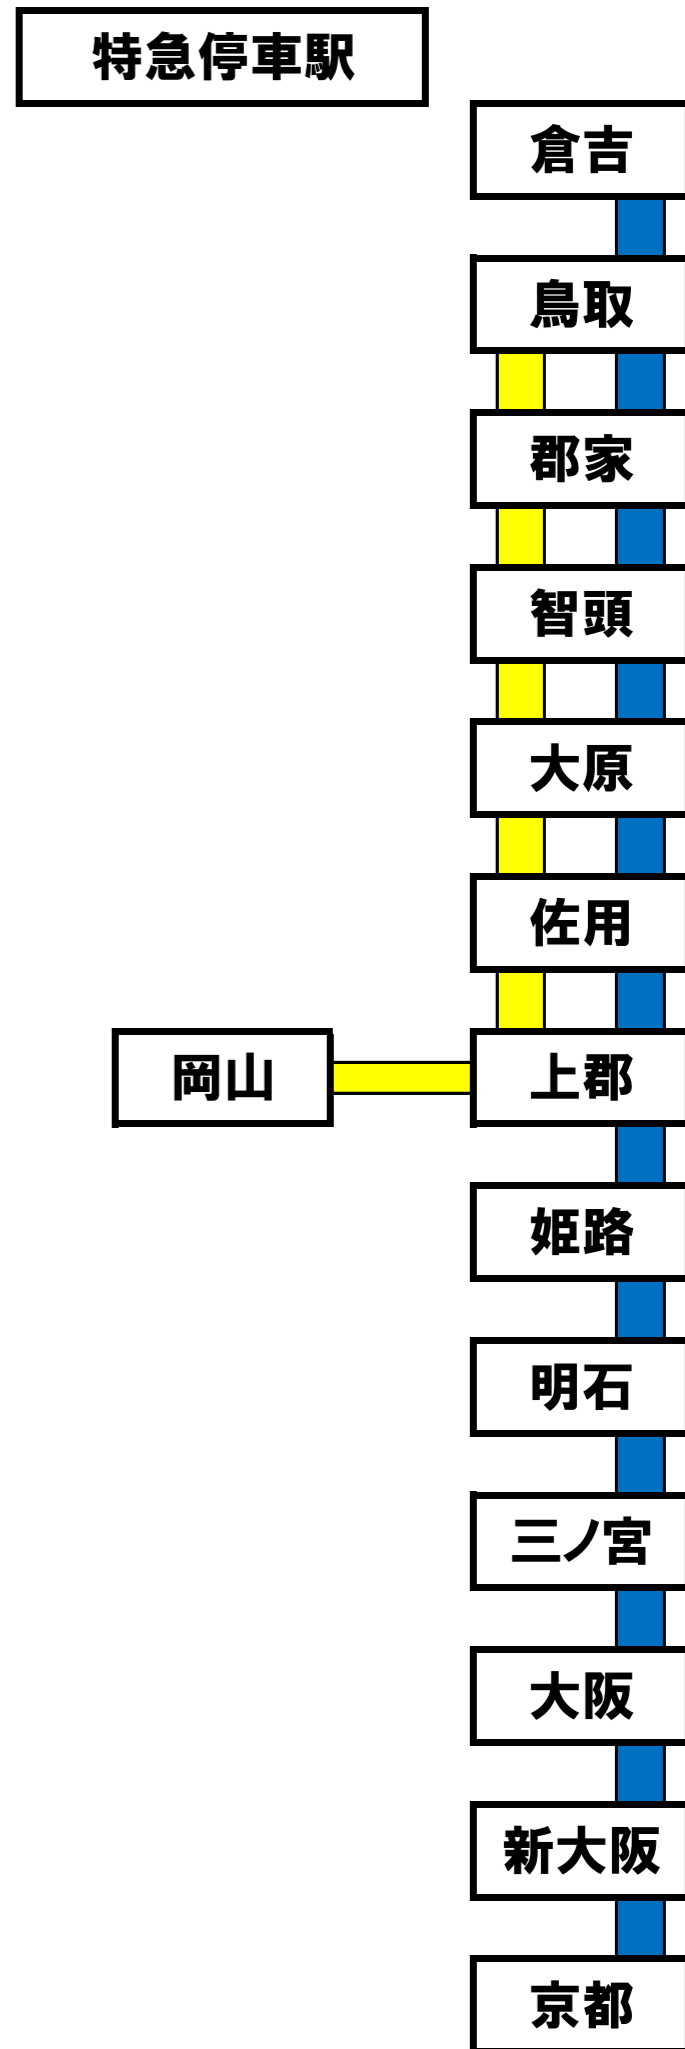 特急停車駅
倉吉
鳥取
郡家
智頭
大原
佐用
岡山
上郡
姫路
明石
三ノ宮
大阪
新大阪
京都